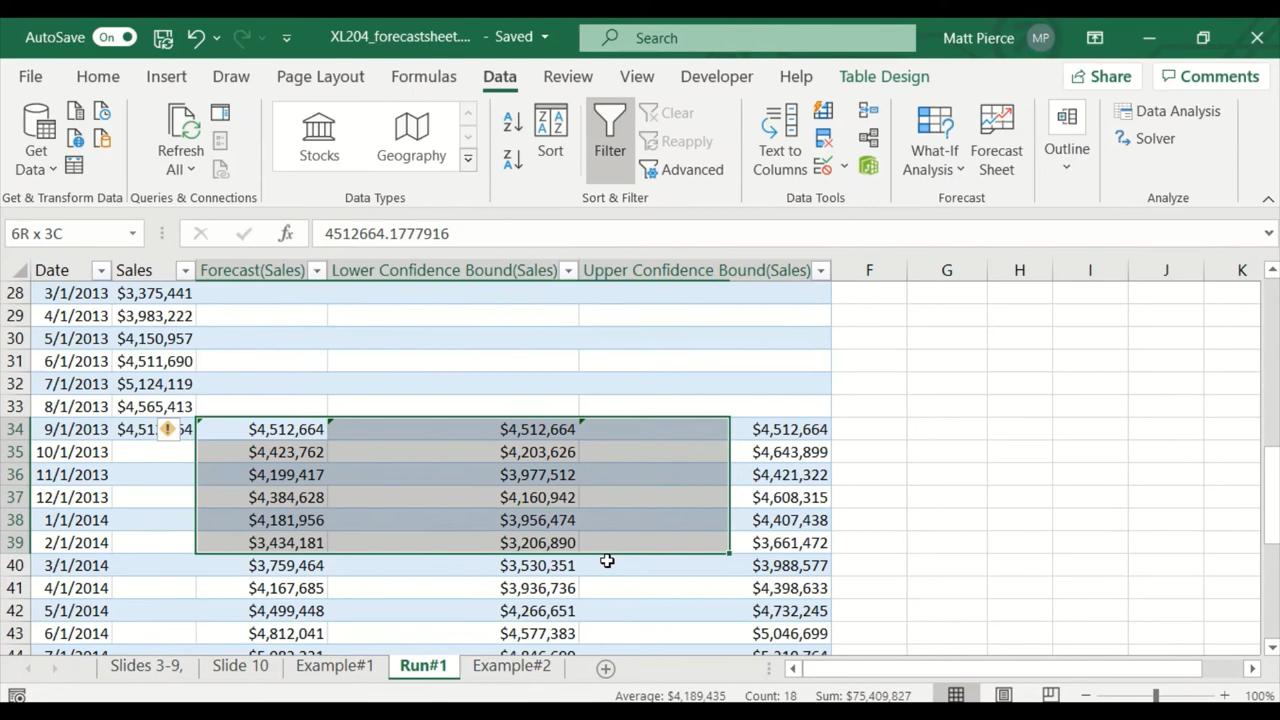 AutoSave On XL204_forecastsheet.... - Saved Search Matt Pierce MP
File Home Insert Draw Page Layout Formulas Data Review View Developer Help Table Design Share Comments
Get Data Refresh All Stocks Geography Sort Filter Clear Reapply Advanced Text to Columns What-If Analysis Forecast Sheet Outline Data Analysis Solver
Get & Transform Data Queries & Connections Data Types Sort & Filter Data Tools Forecast Analyze
6R x 3C fx 4512664.1777916
Date Sales Forecast(Sales) Lower Confidence Bound(Sales) Upper Confidence Bound(Sales) F G H I J K
28 3/1/2013 $3,375,441
29 4/1/2013 $3,983,222
30 5/1/2013 $4,150,957
31 6/1/2013 $4,511,690
32 7/1/2013 $5,124,119
33 8/1/2013 $4,565,413
34 9/1/2013 $4,512,664 $4,512,664 $4,512,664
35 10/1/2013 $4,423,762 $4,203,626 $4,643,899
36 11/1/2013 $4,199,417 $3,977,512 $4,421,322
37 12/1/2013 $4,384,628 $4,160,942 $4,608,315
38 1/1/2014 $4,181,956 $3,956,474 $4,407,438
39 2/1/2014 $3,434,181 $3,206,890 $3,661,472
40 3/1/2014 $3,759,464 $3,530,351 $3,988,577
41 4/1/2014 $4,167,685 $3,936,736 $4,398,633
42 5/1/2014 $4,499,448 $4,266,651 $4,732,245
43 6/1/2014 $4,812,041 $4,577,383 $5,046,699
Slides 3-9, Slide 10 Example#1 Run#1 Example#2
Average: $4,189,435 Count: 18 Sum: $75,409,827 100%